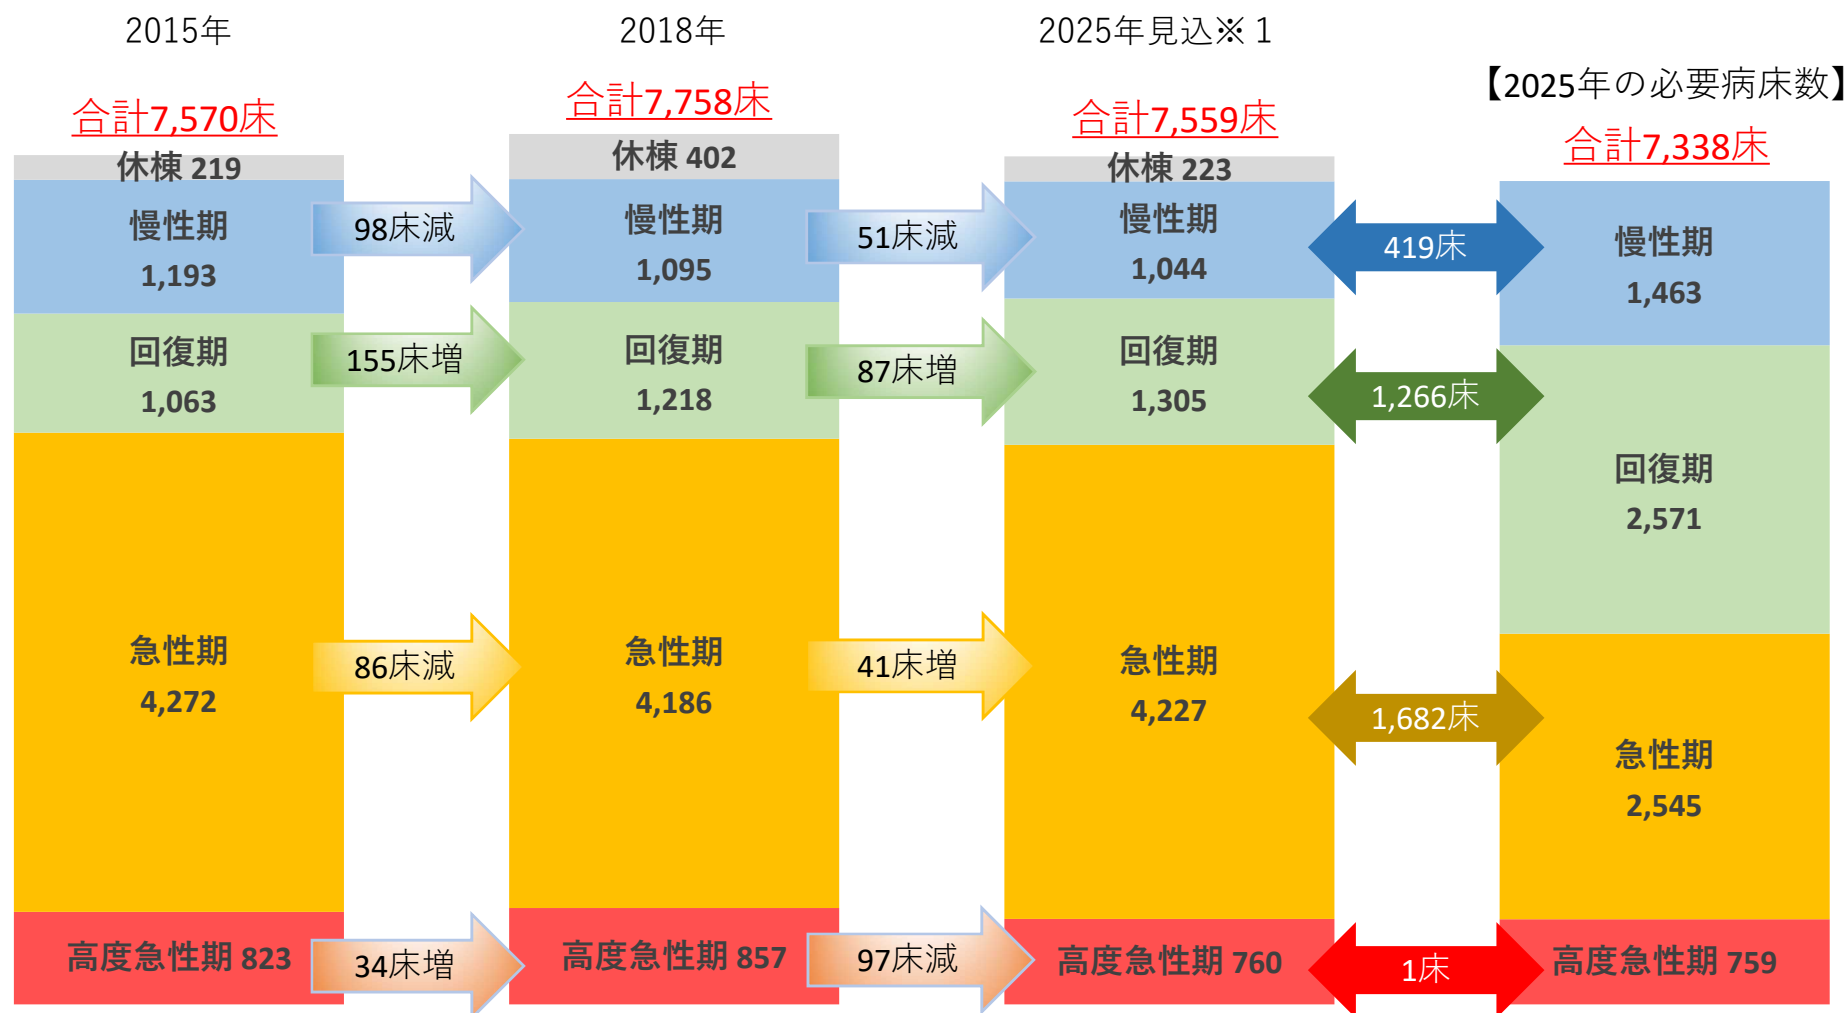 2015年
2018年
2025年見込※1
【2025年の必要病床数】
合計7,570床
合計7,758床
合計7,559床
合計7,338床
休棟 219
慢性期
1,193
回復期
1,063
急性期
4,272
高度急性期 823
98床減
155床増
86床減
34床増
休棟 402
慢性期
1,095
回復期
1,218
急性期
4,186
高度急性期 857
51床減
87床増
41床増
97床減
休棟 223
慢性期
1,044
回復期
1,305
急性期
4,227
高度急性期 760
419床
1,266床
1,682床
1床
慢性期
1,463
回復期
2,571
急性期
2,545
高度急性期 759